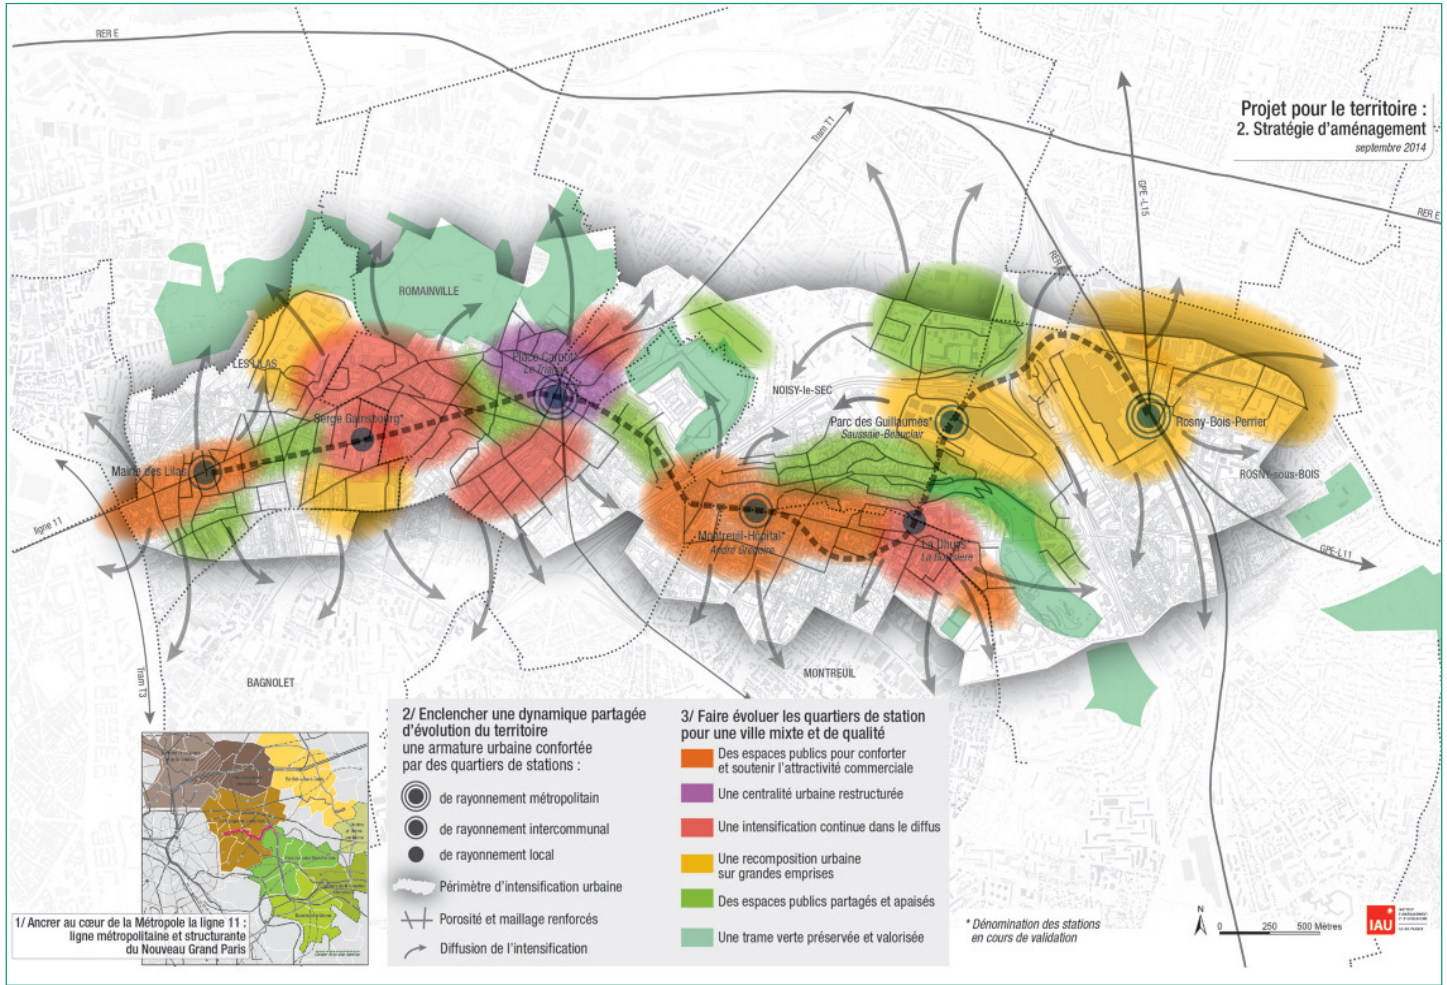 RER E
Projet pour le territoire :
2. Stratégie d'aménagement
septembre 2014
Tram T1
GPE -L15
RER E
RER
ROMAINVILLE
LES LILAS
Place Carnot*
Le Trianon
NOISY-le-SEC
Serge Gainsbourg*
Parc des Guillaumes*
Saussaie-Beauclair
Rosny-Bois-Perrier
Mairie des Lilas
ROSNY-sous-BOIS
ligne 11
Montreuil-Hôpital*
André Grégoire
La Dhuys*
La Boissière
GPE-L11
Tram T3
BAGNOLET
MONTREUIL
2/ Enclencher une dynamique partagée
d'évolution du territoire
une armature urbaine confortée
par des quartiers de stations :
de rayonnement métropolitain
de rayonnement intercommunal
de rayonnement local
Périmètre d'intensification urbaine
Porosité et maillage renforcés
Diffusion de l'intensification
3/ Faire évoluer les quartiers de station
pour une ville mixte et de qualité
Des espaces publics pour conforter
et soutenir l'attractivité commerciale
Une centralité urbaine restructurée
Une intensification continue dans le diffus
Une recomposition urbaine
sur grandes emprises
Des espaces publics partagés et apaisés
Une trame verte préservée et valorisée
1/ Ancrer au cœur de la Métropole la ligne 11 :
ligne métropolitaine et structurante
du Nouveau Grand Paris
* Dénomination des stations
en cours de validation
N
0 250 500 Mètres
IAU